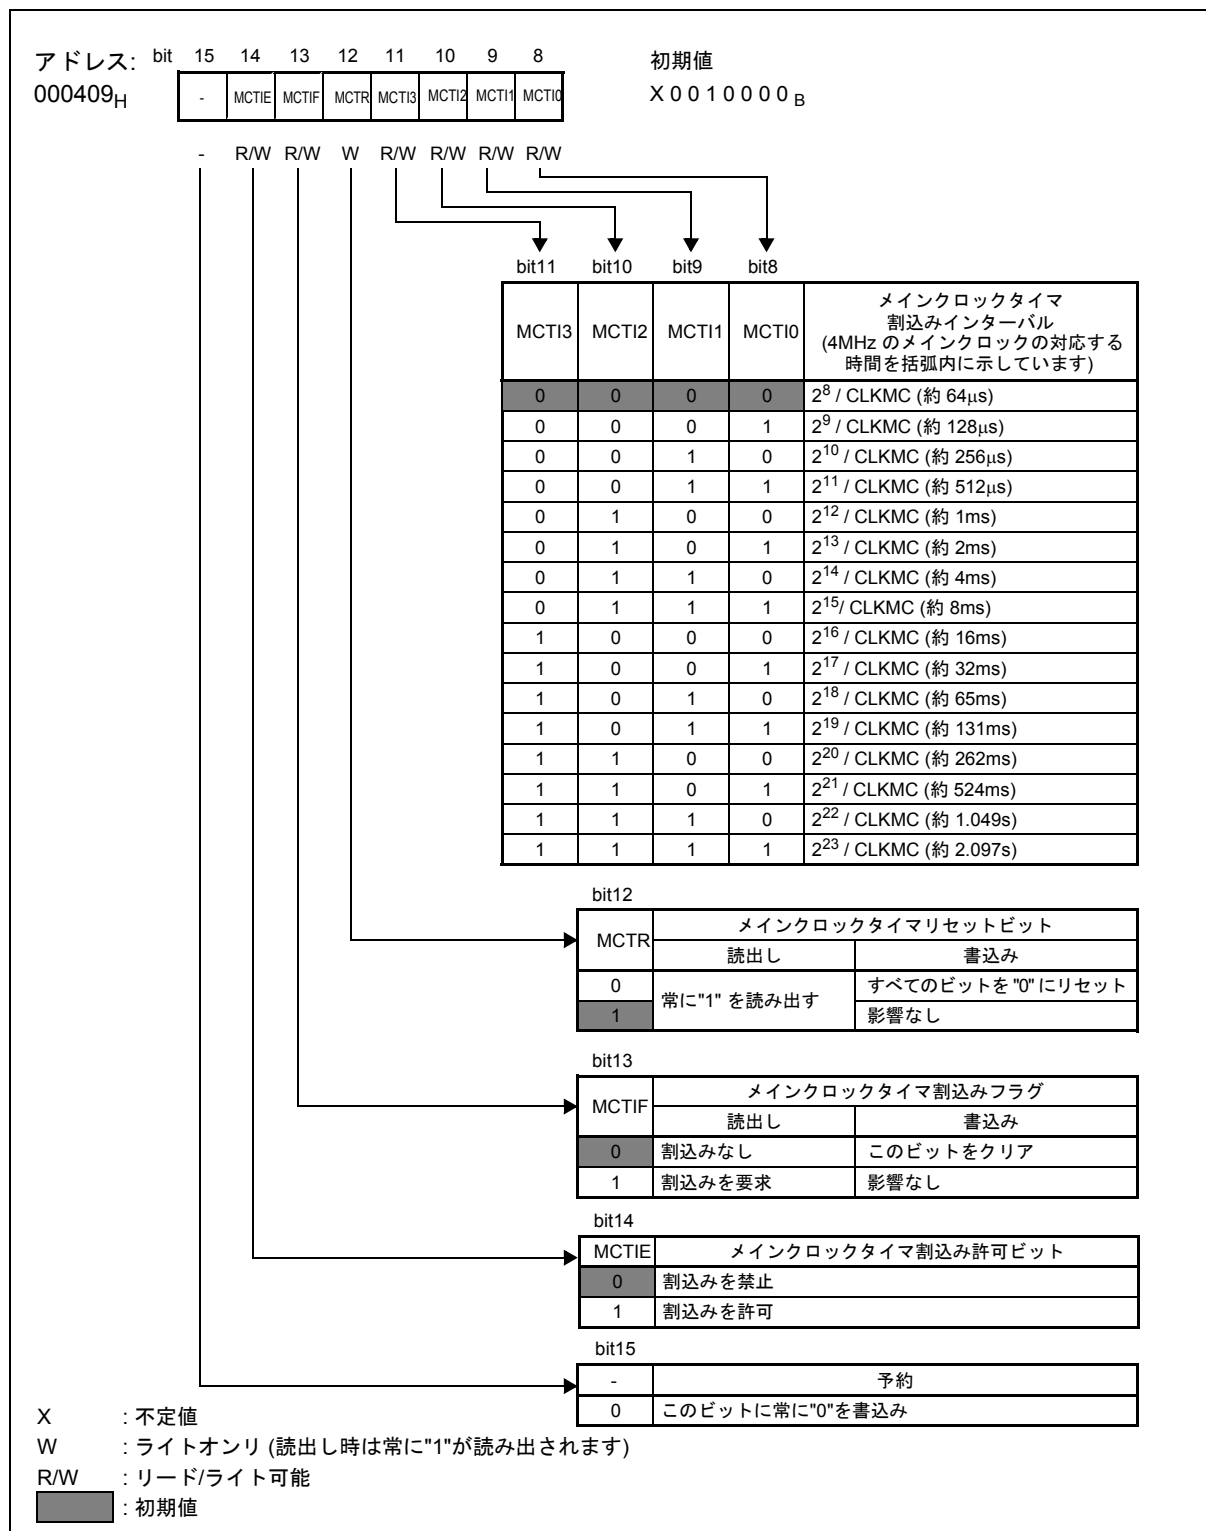 アドレス: bit 15 14 13 12 11 10 9 8 初期値
000409H - MCTIE MCTIF MCTR MCTI3 MCTI2 MCTI1 MCTI0 X 0 0 1 0 0 0 0 B
- R/W R/W W R/W R/W R/W R/W
bit11 bit10 bit9 bit8
MCTI3 MCTI2 MCTI1 MCTI0 メインクロックタイマ
割込みインターバル
(4MHz のメインクロックの対応する
時間を括弧内に示しています)
0 0 0 0 2^8 / CLKMC (約 64μs)
0 0 0 1 2^9 / CLKMC (約 128μs)
0 0 1 0 2^10 / CLKMC (約 256μs)
0 0 1 1 2^11 / CLKMC (約 512μs)
0 1 0 0 2^12 / CLKMC (約 1ms)
0 1 0 1 2^13 / CLKMC (約 2ms)
0 1 1 0 2^14 / CLKMC (約 4ms)
0 1 1 1 2^15/ CLKMC (約 8ms)
1 0 0 0 2^16 / CLKMC (約 16ms)
1 0 0 1 2^17 / CLKMC (約 32ms)
1 0 1 0 2^18 / CLKMC (約 65ms)
1 0 1 1 2^19 / CLKMC (約 131ms)
1 1 0 0 2^20 / CLKMC (約 262ms)
1 1 0 1 2^21 / CLKMC (約 524ms)
1 1 1 0 2^22 / CLKMC (約 1.049s)
1 1 1 1 2^23 / CLKMC (約 2.097s)
bit12
MCTR メインクロックタイマリセットビット
読出し 書込み
0 常に"1" を読み出す すべてのビットを "0" にリセット
1 影響なし
bit13
MCTIF メインクロックタイマ割込みフラグ
読出し 書込み
0 割込みなし このビットをクリア
1 割込みを要求 影響なし
bit14
MCTIE メインクロックタイマ割込み許可ビット
0 割込みを禁止
1 割込みを許可
bit15
- 予約
0 このビットに常に"0"を書込み
X : 不定値
W : ライトオンリ (読出し時は常に"1"が読み出されます)
R/W : リード/ライト可能
: 初期値